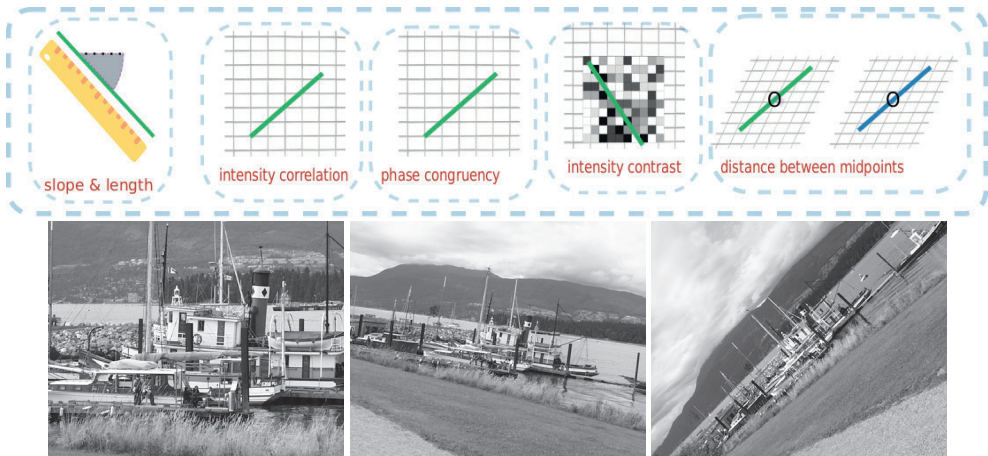 slope & length
intensity correlation
phase congruency
intensity contrast
distance between midpoints